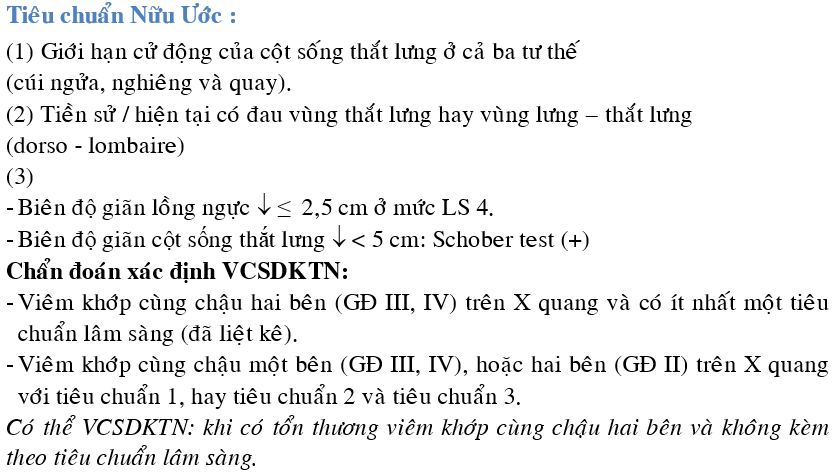 Tiêu chuẩn Nữu Ước :
(1) Giới hạn cử động của cột sống thắt lưng ở cả ba tư thế
(cúi ngửa, nghiêng và quay).
(2) Tiền sử / hiện tại có đau vùng thắt lưng hay vùng lưng – thắt lưng
(dorso - lombaire)
(3)
- Biên độ giãn lồng ngực ↓ ≤ 2,5 cm ở mức LS 4.
- Biên độ giãn cột sống thắt lưng ↓ < 5 cm: Schober test (+)
Chẩn đoán xác định VCSDKTN:
- Viêm khớp cùng chậu hai bên (GĐ III, IV) trên X quang và có ít nhất một tiêu
chuẩn lâm sàng (đã liệt kê).
- Viêm khớp cùng chậu một bên (GĐ III, IV), hoặc hai bên (GĐ II) trên X quang
với tiêu chuẩn 1, hay tiêu chuẩn 2 và tiêu chuẩn 3.
Có thể VCSDKTN: khi có tổn thương viêm khớp cùng chậu hai bên và không kèm
theo tiêu chuẩn lâm sàng.